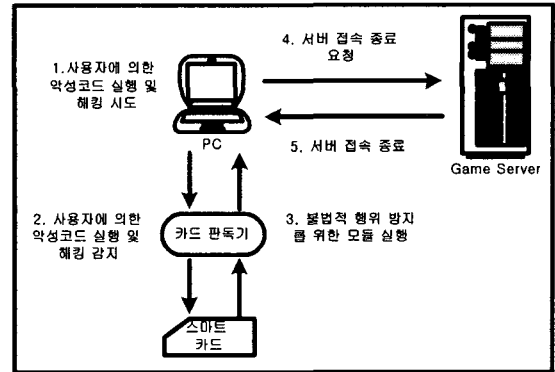 1.사용자에 의한
악성코드 실행 및
해킹 시도
PC
4. 서버 접속 종료
요청
5. 서버 접속 종료
Game Server
2. 사용자에 의한
악성코드 실행 및
해킹 감지
카드 판독기
3. 불법적 행위 방지
를 위한 모듈 실행
스마트
카드